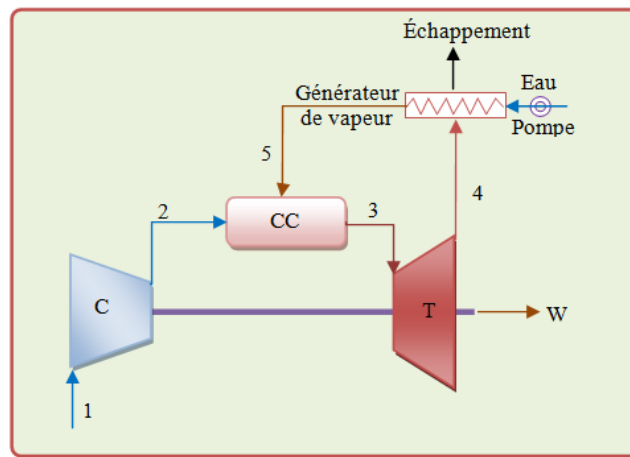 Échappement
Eau
Générateur
de vapeur
Pompe
5
4
2
CC
3
C
T
W
1